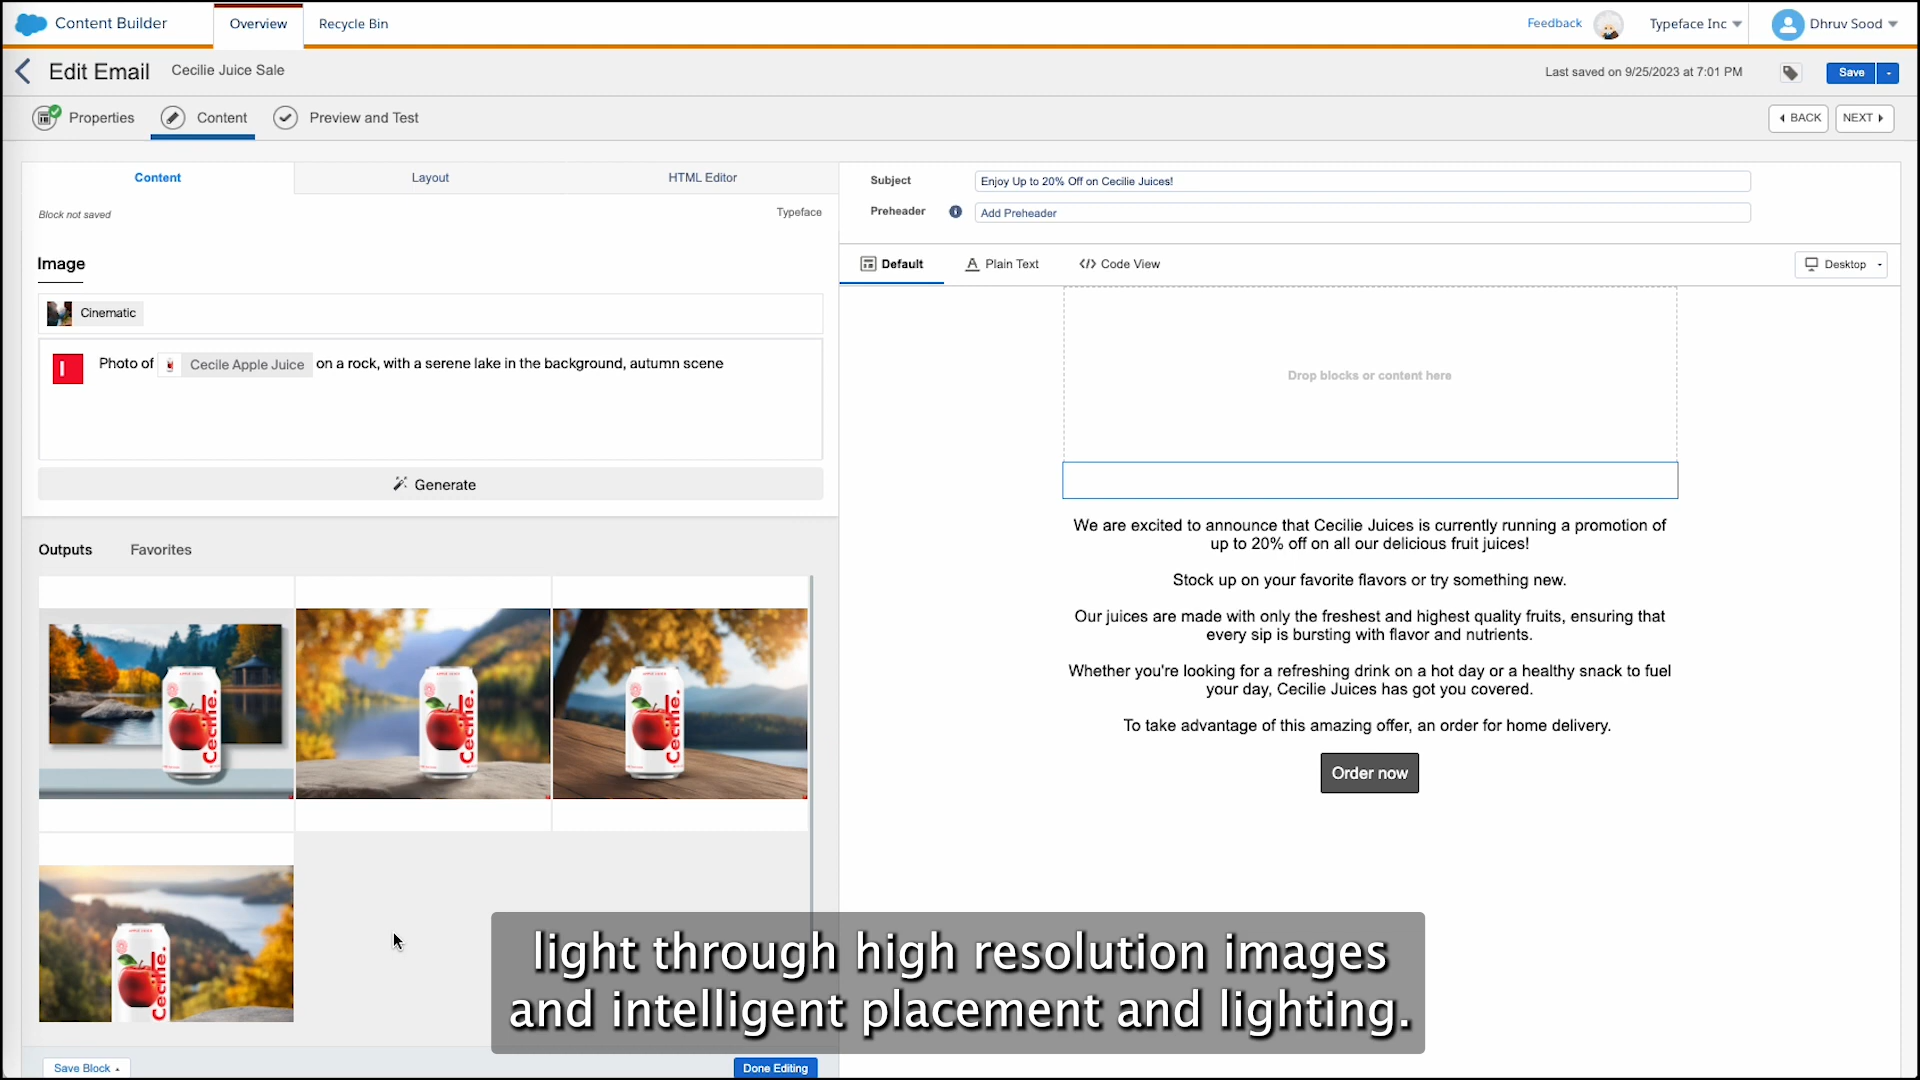 Content Builder
Overview
Recycle Bin
Feedback
Typeface Inc
Dhruv Sood
Edit Email
Cecilie Juice Sale
Last saved on 9/25/2023 at 7:01 PM
Save
Properties
Content
Preview and Test
BACK
NEXT
Content
Layout
HTML Editor
Block not saved
Typeface
Image
Cinematic
Photo of Cecile Apple Juice on a rock, with a serene lake in the background, autumn scene
Generate
Outputs
Favorites
Cecilie.
Cecilie.
Cecilie.
Cecilie.
Save Block
Done Editing
Subject
Enjoy Up to 20% Off on Cecilie Juices!
Preheader
Add Preheader
Default
Plain Text
</> Code View
Desktop
Drop blocks or content here
We are excited to announce that Cecilie Juices is currently running a promotion of
up to 20% off on all our delicious fruit juices!
Stock up on your favorite flavors or try something new.
Our juices are made with only the freshest and highest quality fruits, ensuring that
every sip is bursting with flavor and nutrients.
Whether you're looking for a refreshing drink on a hot day or a healthy snack to fuel
your day, Cecilie Juices has got you covered.
To take advantage of this amazing offer, an order for home delivery.
Order now
light through high resolution images
and intelligent placement and lighting.